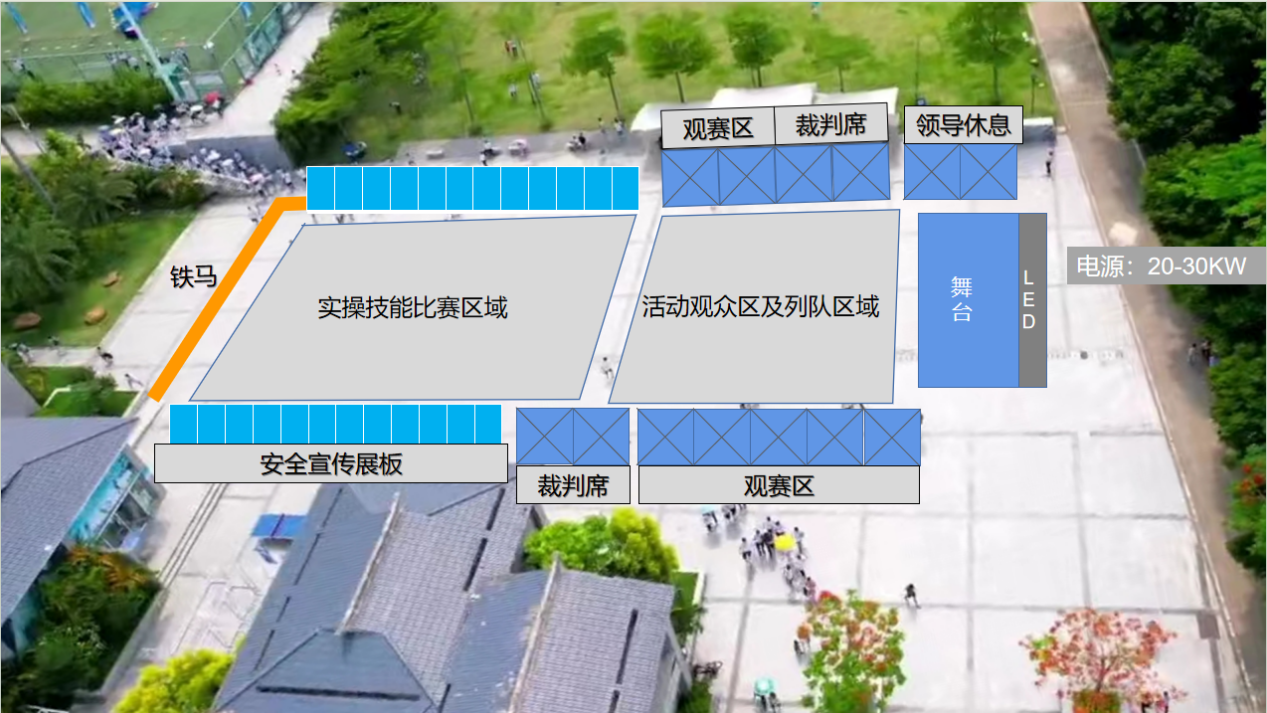 观赛区
裁判席
领导休息
铁马
实操技能比赛区域
活动观众区及列队区域
舞
台
L
E
D
电源：20-30KW
安全宣传展板
裁判席
观赛区